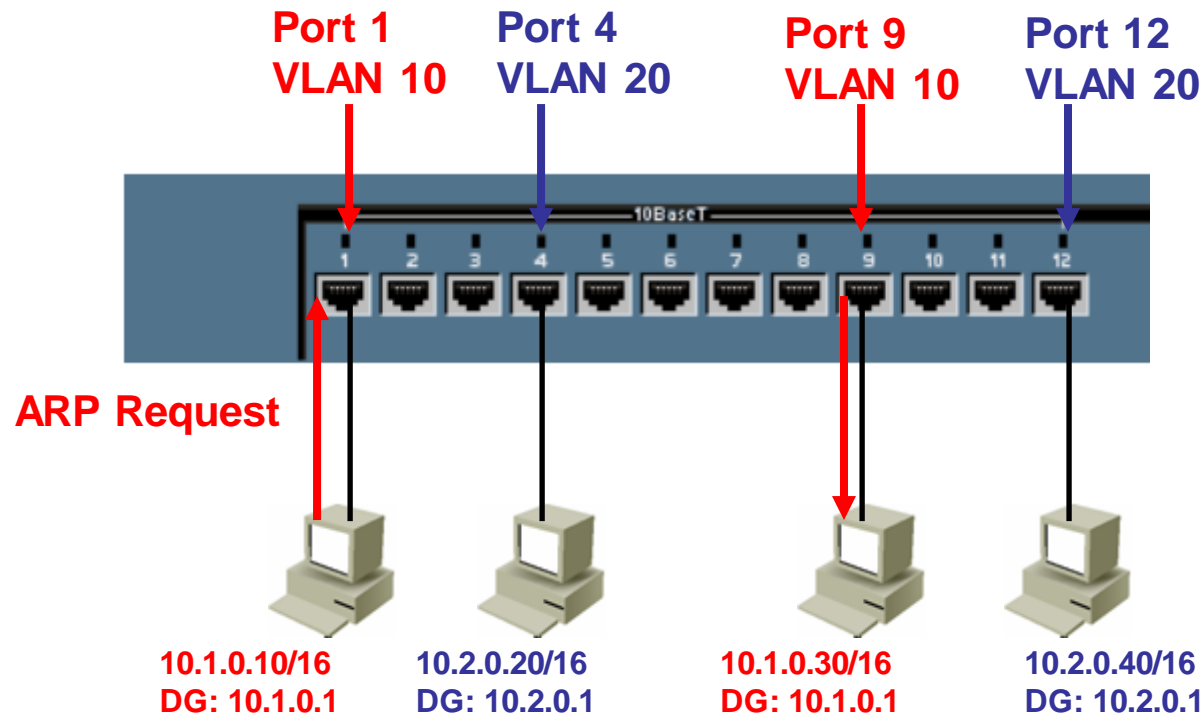 Port 1
VLAN 10
Port 4
VLAN 20
Port 9
VLAN 10
Port 12
VLAN 20
10BaseT
1 2 3 4 5 6 7 8 9 10 11 12
ARP Request
10.1.0.10/16
DG: 10.1.0.1
10.2.0.20/16
DG: 10.2.0.1
10.1.0.30/16
DG: 10.1.0.1
10.2.0.40/16
DG: 10.2.0.1